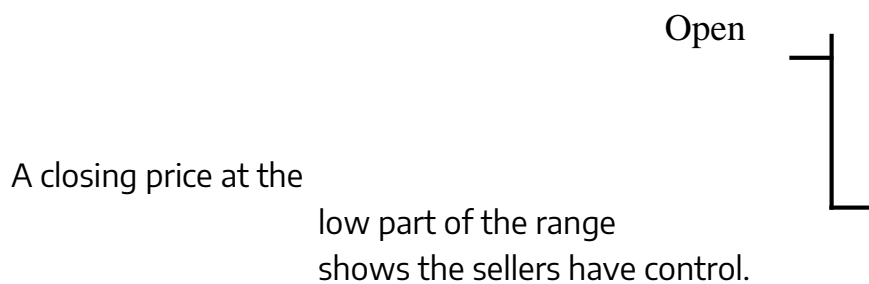 Open
A closing price at the
low part of the range
shows the sellers have control.